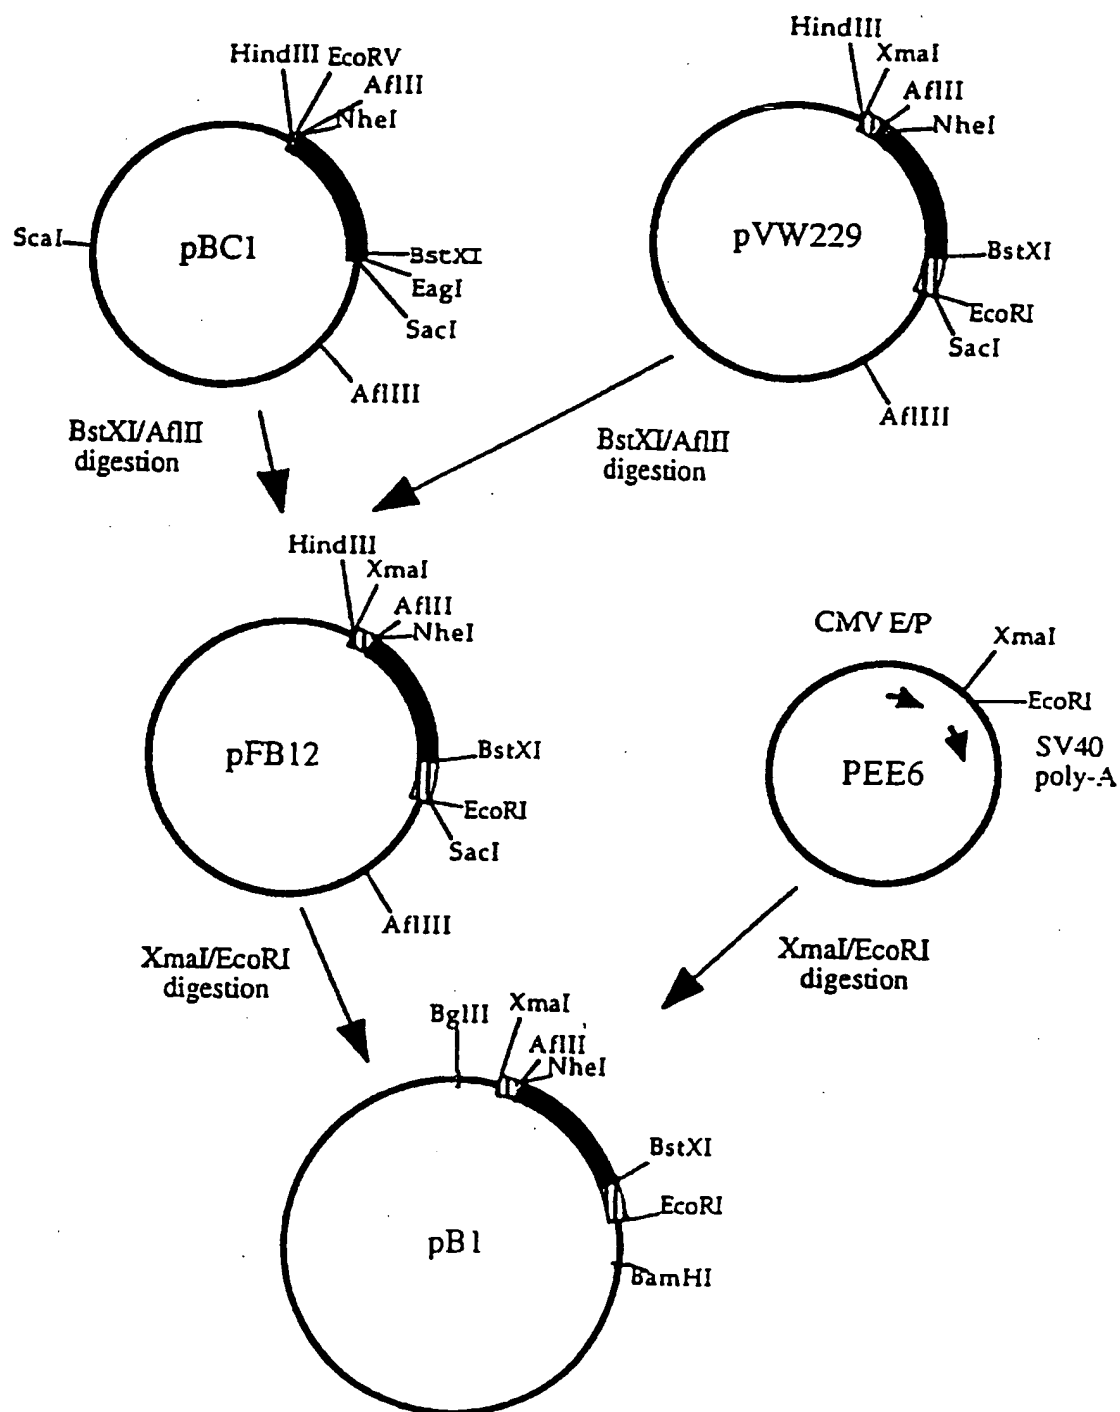 HindIII
EcoRV
AflII
NheI
ScaI
pBC1
BstXI
EagI
SacI
AflIII
HindIII
XmaI
AflII
NheI
pVW229
BstXI
EcoRI
SacI
AflIII
BstXI/AflII
digestion
BstXI/AflII
digestion
HindIII
XmaI
AflII
NheI
pFB12
BstXI
EcoRI
SacI
AflIII
CMV E/P
XmaI
EcoRI
SV40
poly-A
PEE6
XmaI/EcoRI
digestion
XmaI/EcoRI
digestion
BglII
XmaI
AflII
NheI
BstXI
EcoRI
pB1
BamHI